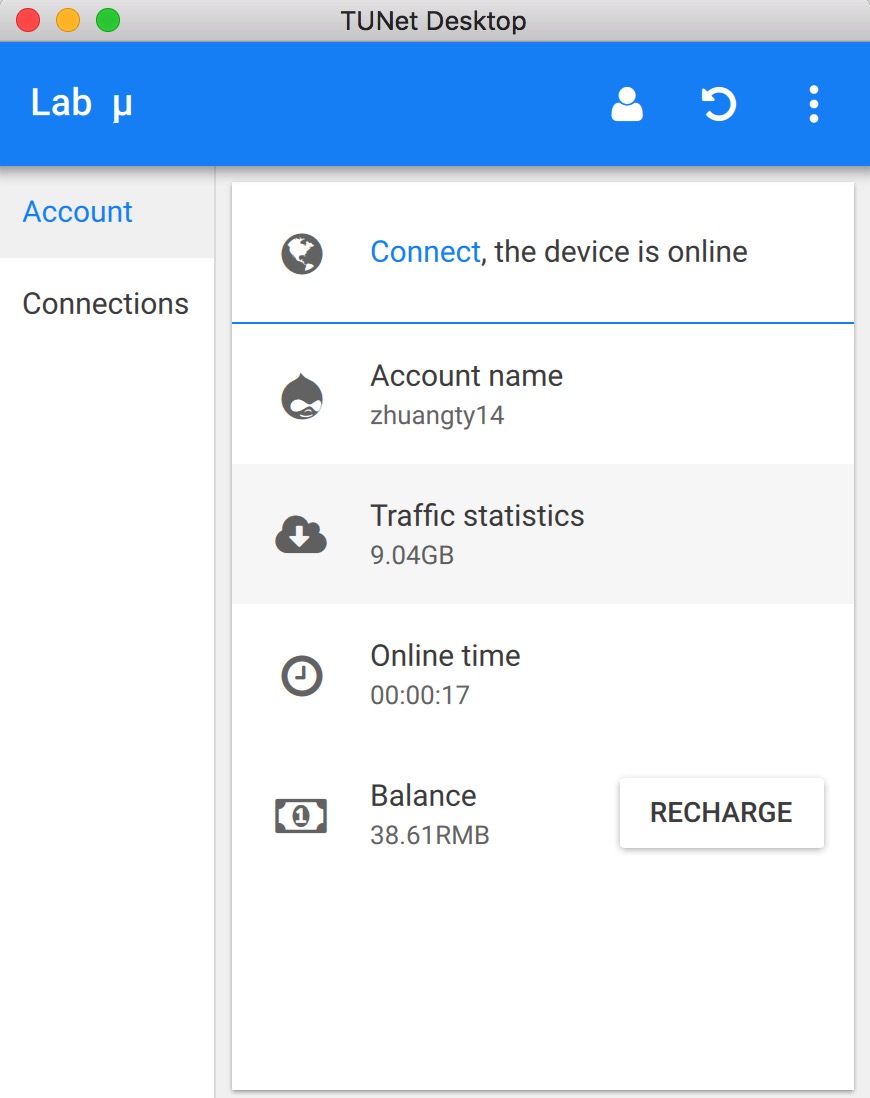 TUNet Desktop
Lab μ
Account
Connections
Connect, the device is online
Account name
zhuangty14
Traffic statistics
9.04GB
Online time
00:00:17
Balance
38.61RMB
RECHARGE